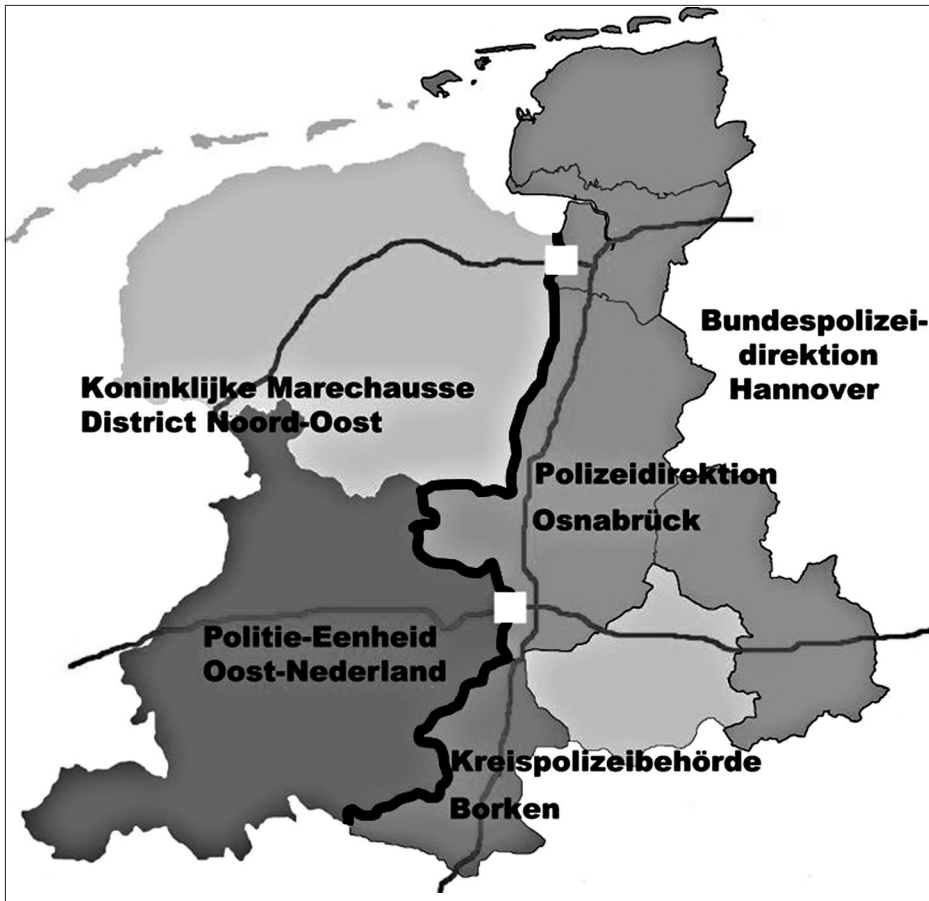 Bundespolizei-
direktion
Hannover
Koninklijke Marechausse
District Noord-Oost
Polizeidirektion
Osnabrück
Politie-Eenheid
Oost-Nederland
Kreispolizeibehörde
Borken